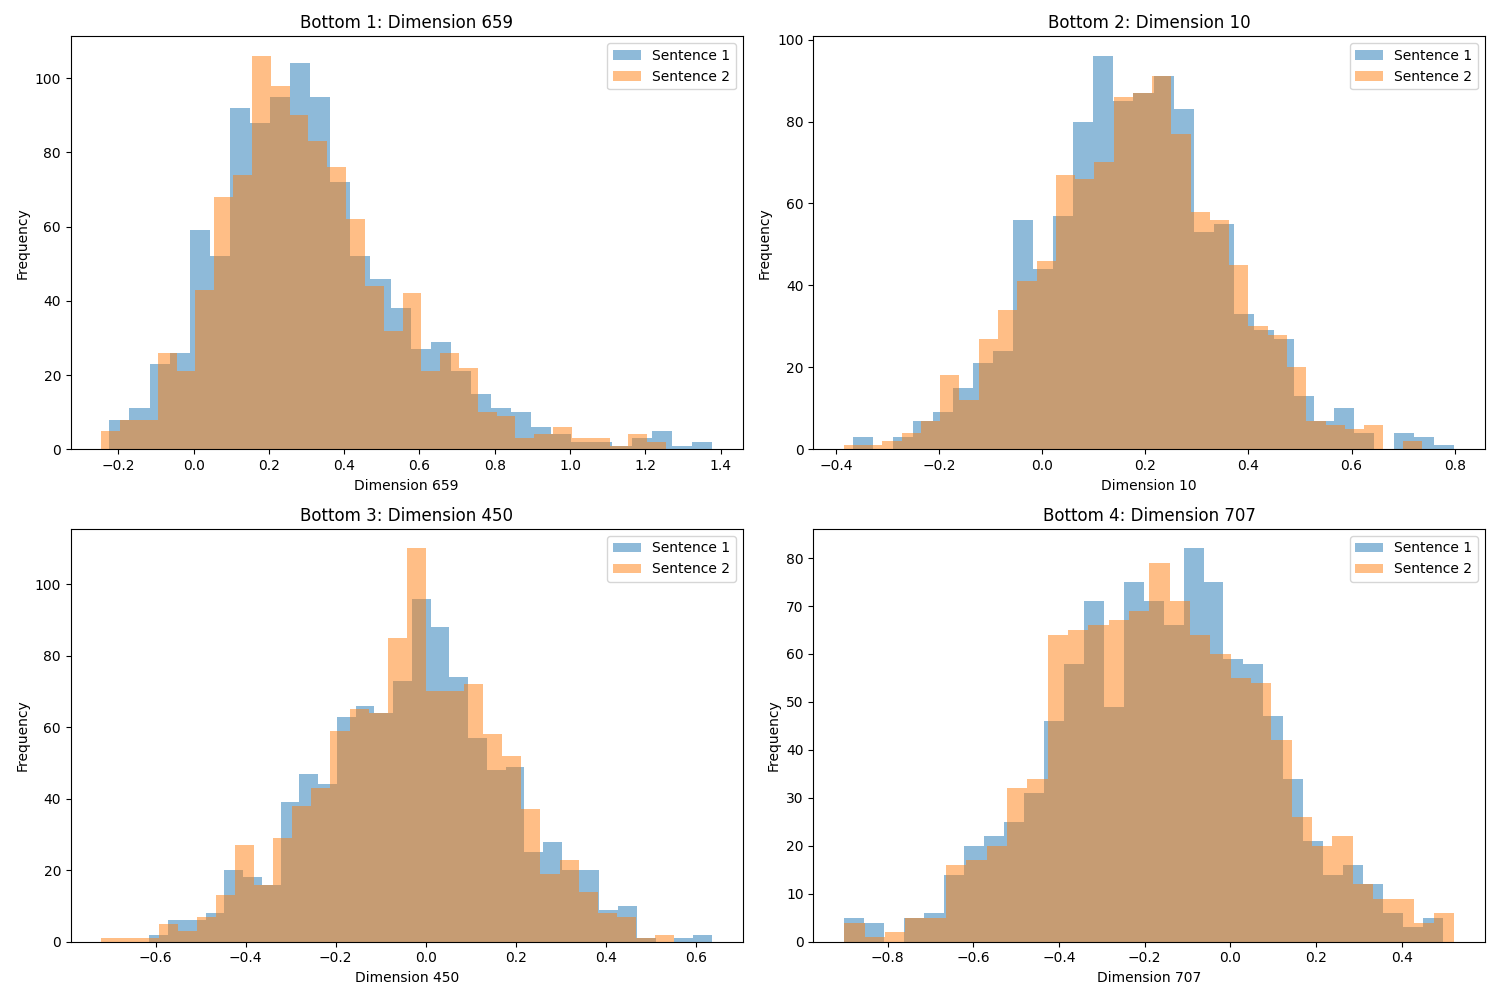 Bottom 1: Dimension 659
Sentence 1
Sentence 2
Frequency
100
80
60
40
20
0
−0.2 0.0 0.2 0.4 0.6 0.8 1.0 1.2 1.4
Dimension 659
Bottom 2: Dimension 10
Sentence 1
Sentence 2
Frequency
100
80
60
40
20
0
−0.4 −0.2 0.0 0.2 0.4 0.6 0.8
Dimension 10
Bottom 3: Dimension 450
Sentence 1
Sentence 2
Frequency
100
80
60
40
20
0
−0.6 −0.4 −0.2 0.0 0.2 0.4 0.6
Dimension 450
Bottom 4: Dimension 707
Sentence 1
Sentence 2
Frequency
80
70
60
50
40
30
20
10
0
−0.8 −0.6 −0.4 −0.2 0.0 0.2 0.4
Dimension 707